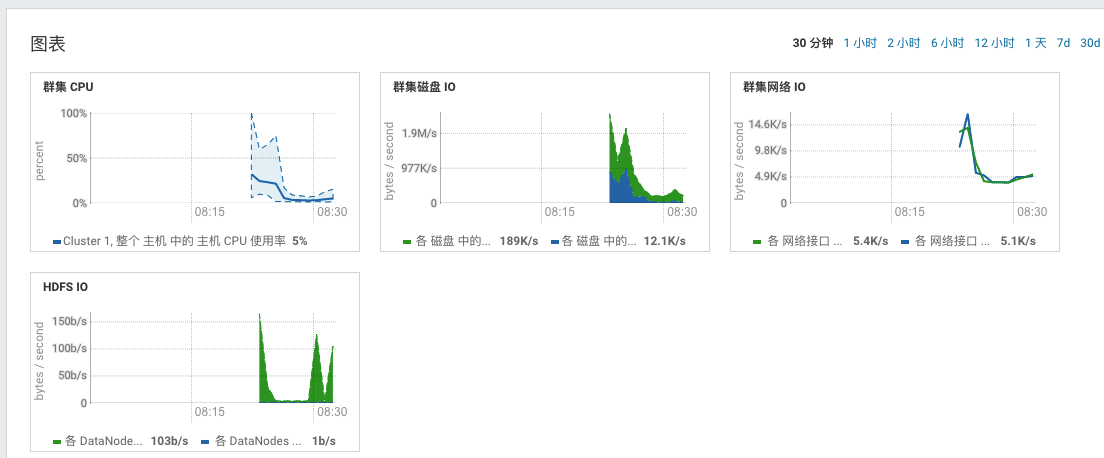 图表
30 分钟 1 小时 2 小时 6 小时 12 小时 1 天 7d 30d
群集 CPU
percent
100%
50%
0%
08:15 08:30
Cluster 1, 整个 主机 中的 主机 CPU 使用率 5%
群集磁盘 IO
bytes / second
1.9M/s
977K/s
0
08:15 08:30
各 磁盘 中的... 189K/s 各 磁盘 中的... 12.1K/s
群集网络 IO
bytes / second
14.6K/s
9.8K/s
4.9K/s
0
08:15 08:30
各 网络接口 ... 5.4K/s 各 网络接口 ... 5.1K/s
HDFS IO
bytes / second
150b/s
100b/s
50b/s
0
08:15 08:30
各 DataNode... 103b/s 各 DataNodes ... 1b/s